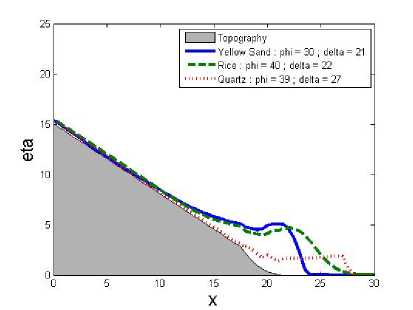 25
20
15
10
5
0
eta
Topography
Yellow Sand : phi = 30 ; delta = 21
Rice : phi = 40 ; delta = 22
Quartz : phi = 39 ; delta = 27
0 5 10 15 20 25 30
x